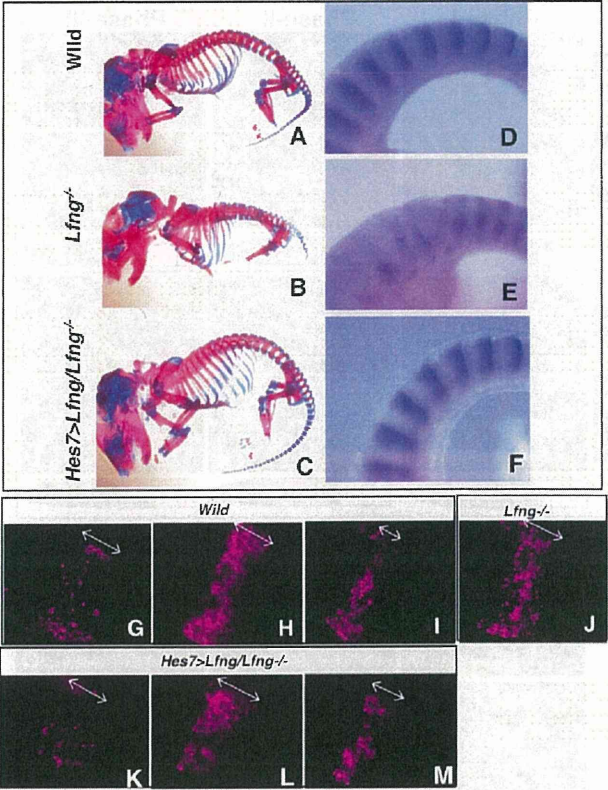 Wild
A
D
Lfng-/-
B
E
Hes7>Lfng/Lfng-/-
C
F
Wild
Lfng-/-
G
H
I
J
Hes7>Lfng/Lfng-/-
K
L
M